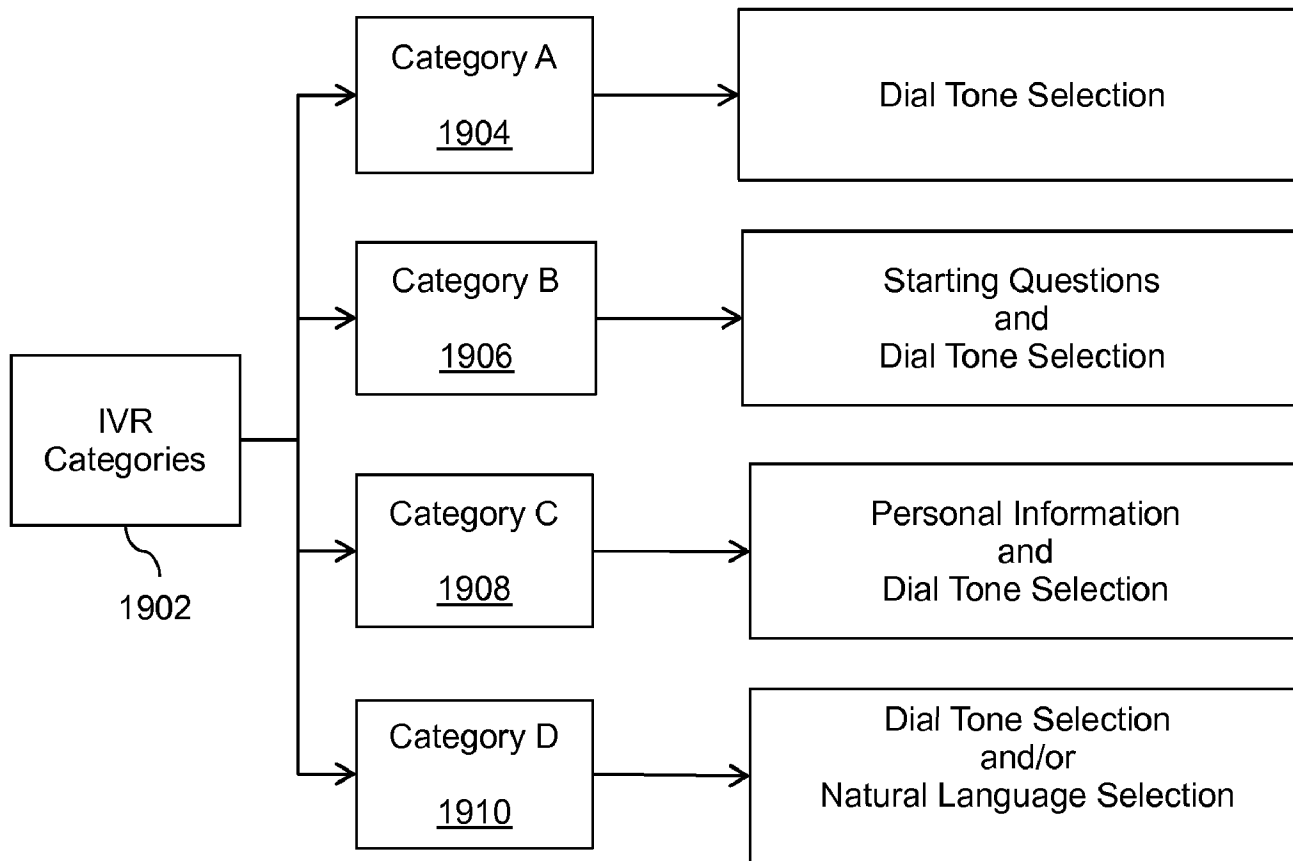 Category A
1904
Dial Tone Selection
Category B
1906
Starting Questions
and
Dial Tone Selection
IVR
Categories
1902
Category C
1908
Personal Information
and
Dial Tone Selection
Category D
1910
Dial Tone Selection
and/or
Natural Language Selection